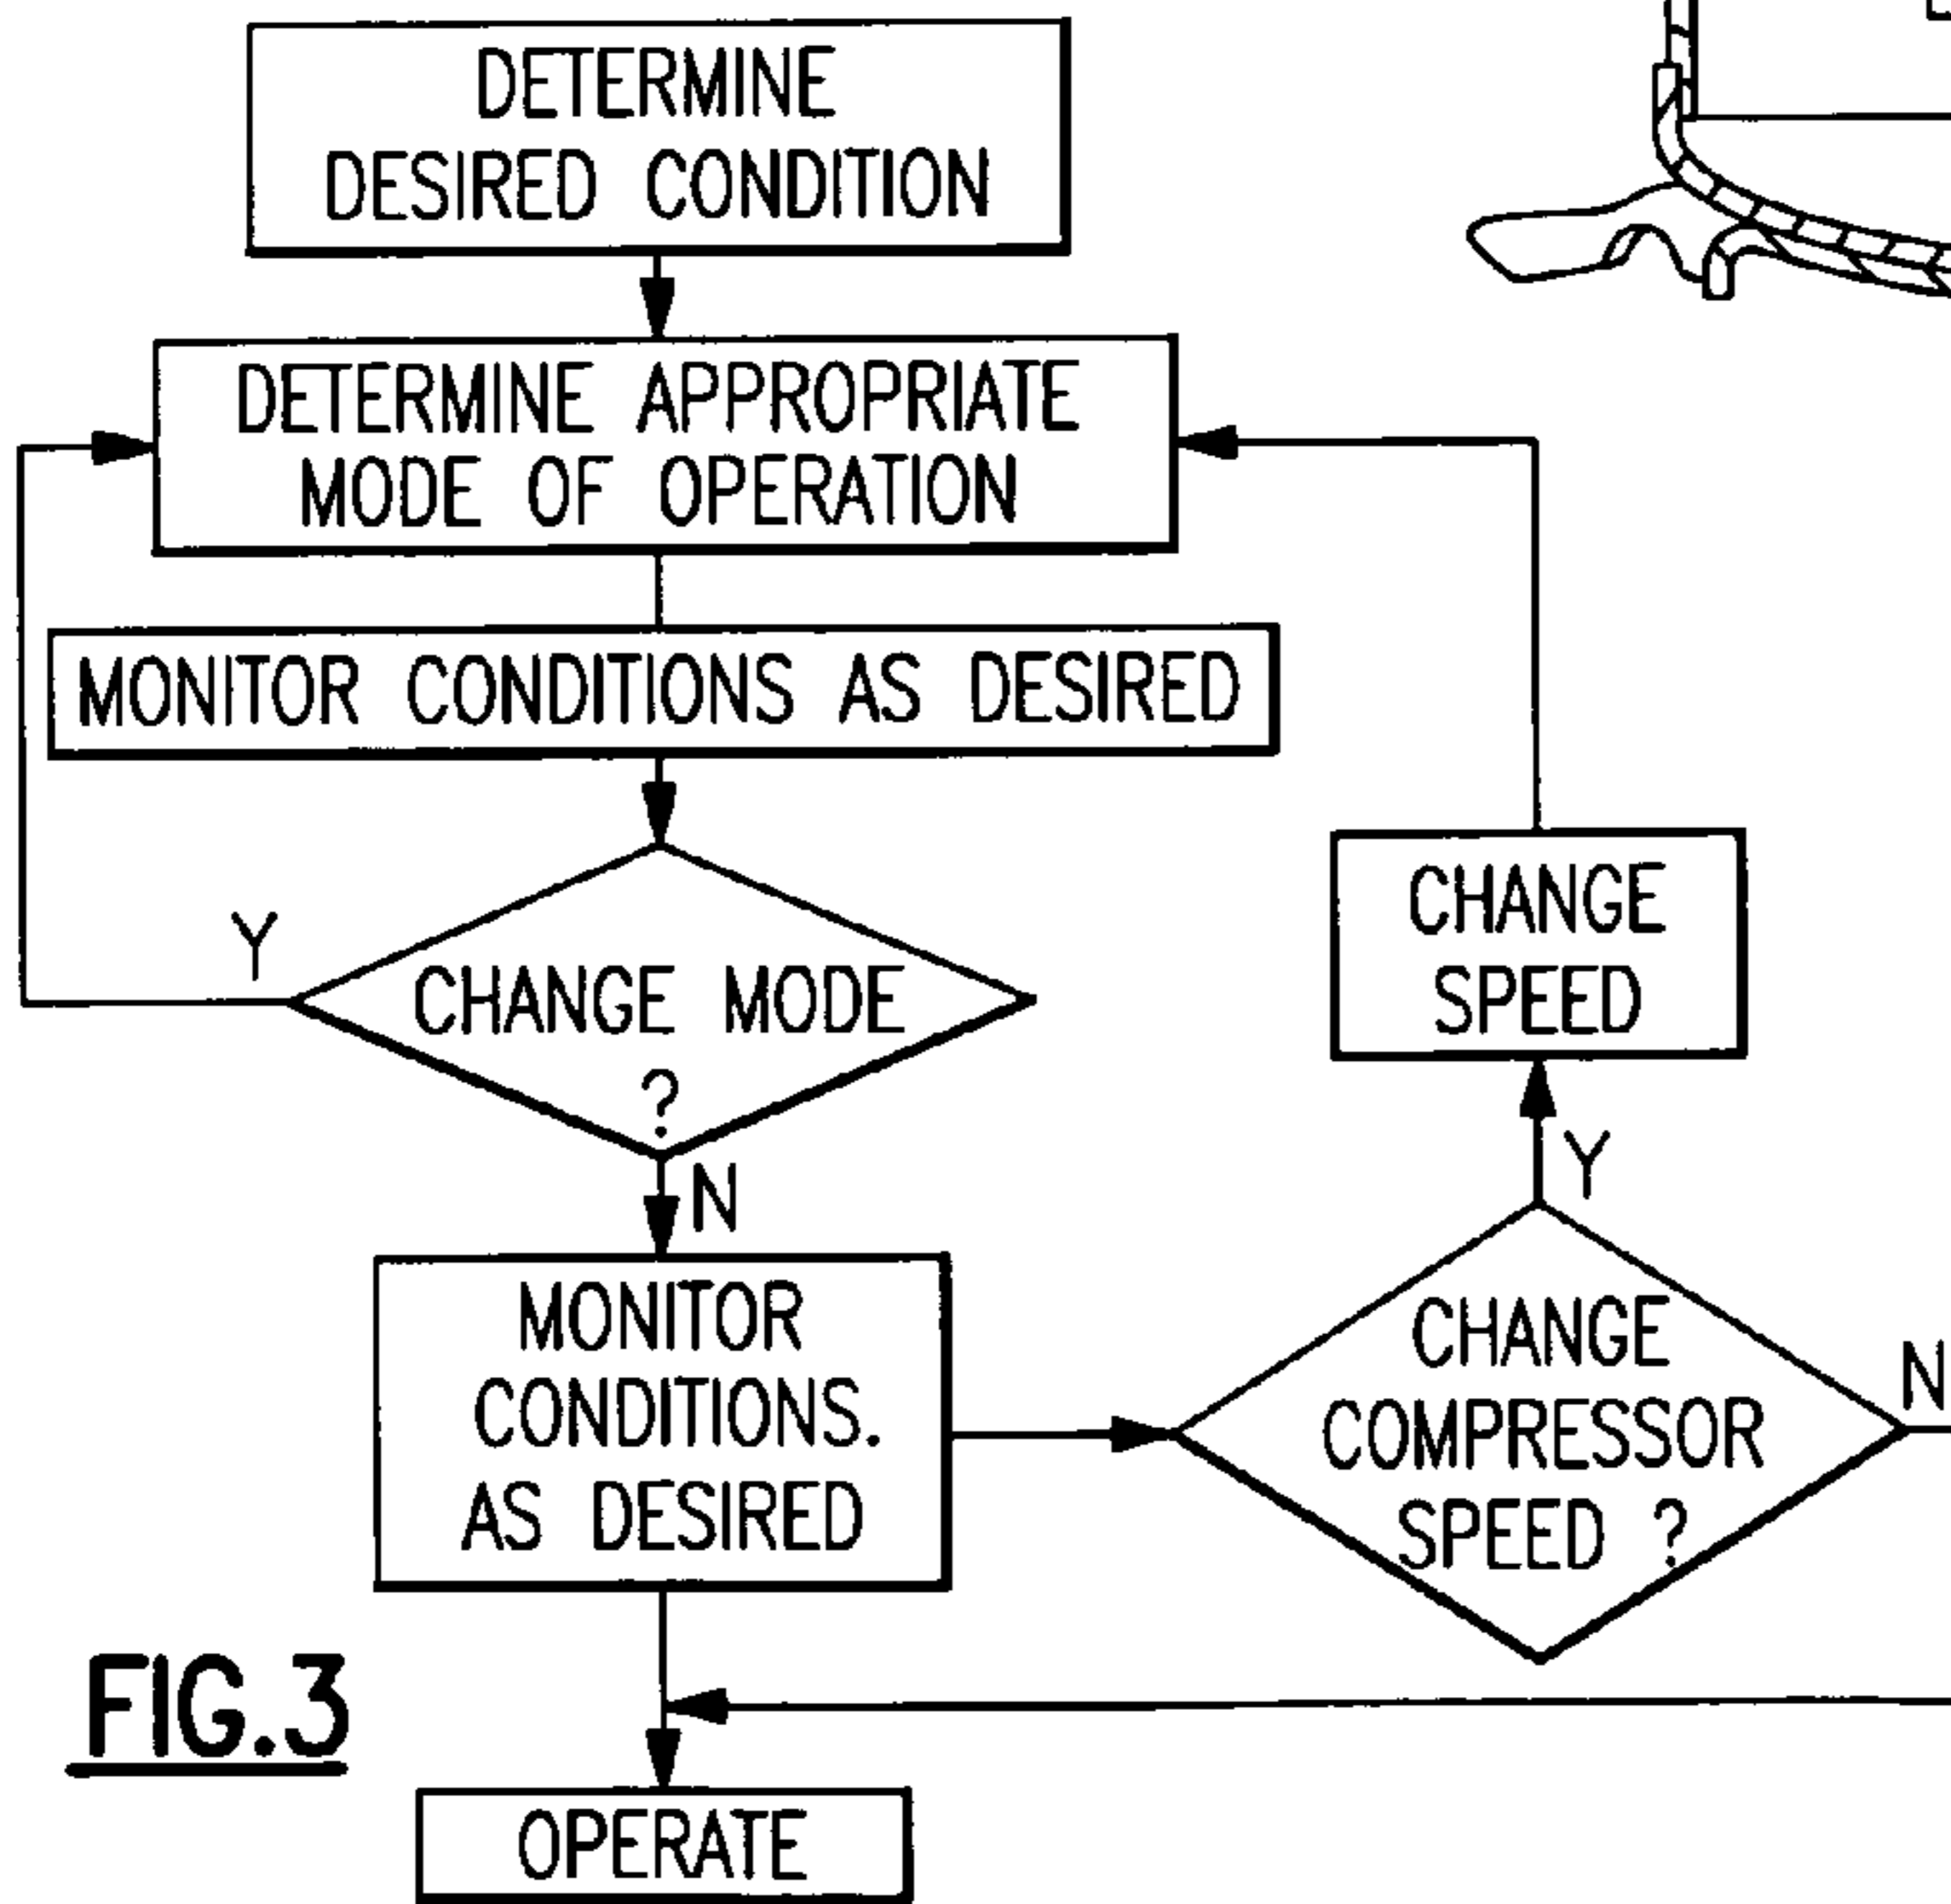 DETERMINE
DESIRED CONDITION
DETERMINE APPROPRIATE
MODE OF OPERATION
MONITOR CONDITIONS AS DESIRED
Y
CHANGE MODE
?
N
MONITOR
CONDITIONS.
AS DESIRED
CHANGE
SPEED
Y
CHANGE
COMPRESSOR
SPEED ?
N
FIG.3
OPERATE